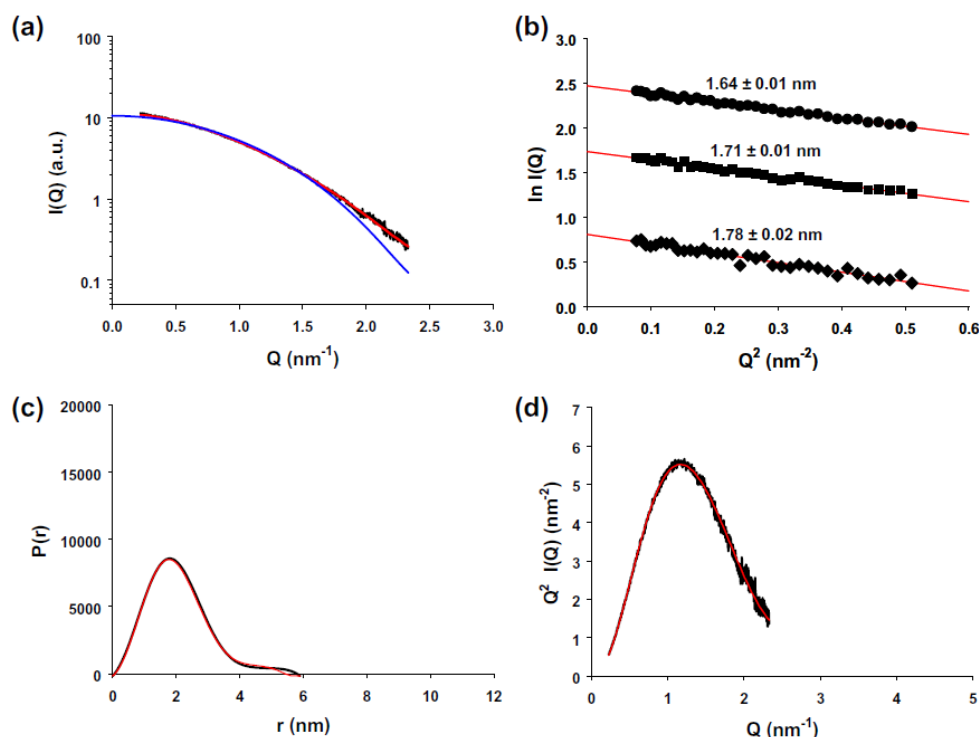 (a)
100
10
1
0.1
I(Q) (a.u.)
0.0 0.5 1.0 1.5 2.0 2.5 3.0
Q (nm-1)
(b)
3.0
2.5
2.0
1.5
1.0
0.5
0.0
ln I(Q)
1.64 ± 0.01 nm
1.71 ± 0.01 nm
1.78 ± 0.02 nm
0.0 0.1 0.2 0.3 0.4 0.5 0.6
Q2 (nm-2)
(c)
20000
15000
10000
5000
0
P(r)
0 2 4 6 8 10 12
r (nm)
(d)
7
6
5
4
3
2
1
0
Q2 I(Q) (nm-2)
0 1 2 3 4 5
Q (nm-1)